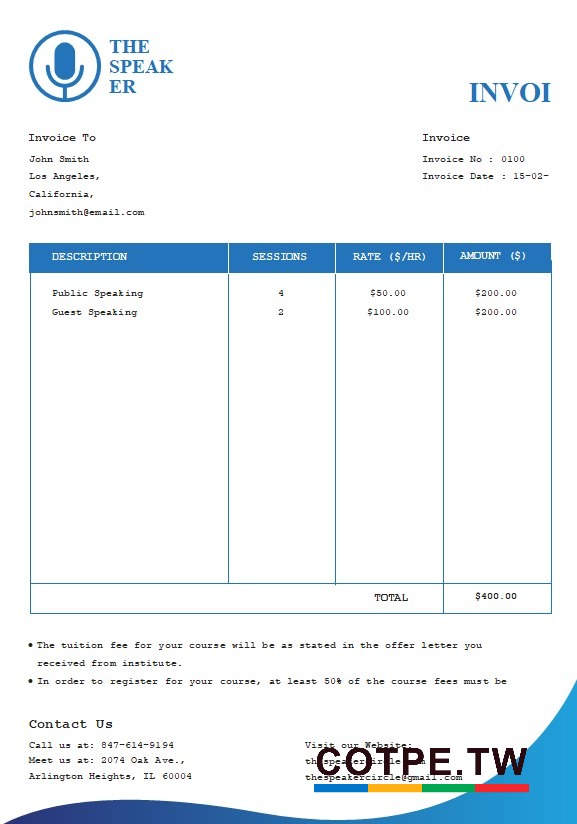 THE
SPEAK
ER
INVOI
Invoice To
John Smith
Los Angeles,
California,
johnsmith@email.com
Invoice
Invoice No : 0100
Invoice Date : 15-02-
DESCRIPTION SESSIONS RATE ($/HR) AMOUNT ($)
Public Speaking 4 $50.00 $200.00
Guest Speaking 2 $100.00 $200.00
TOTAL $400.00
• The tuition fee for your course will be as stated in the offer letter you
received from institute.
• In order to register for your course, at least 50% of the course fees must be
Contact Us
Call us at: 847-614-9194
Meet us at: 2074 Oak Ave.,
Arlington Heights, IL 60004
Visit our Website:
thespeakercircle@gmail.com
COTPE.TW